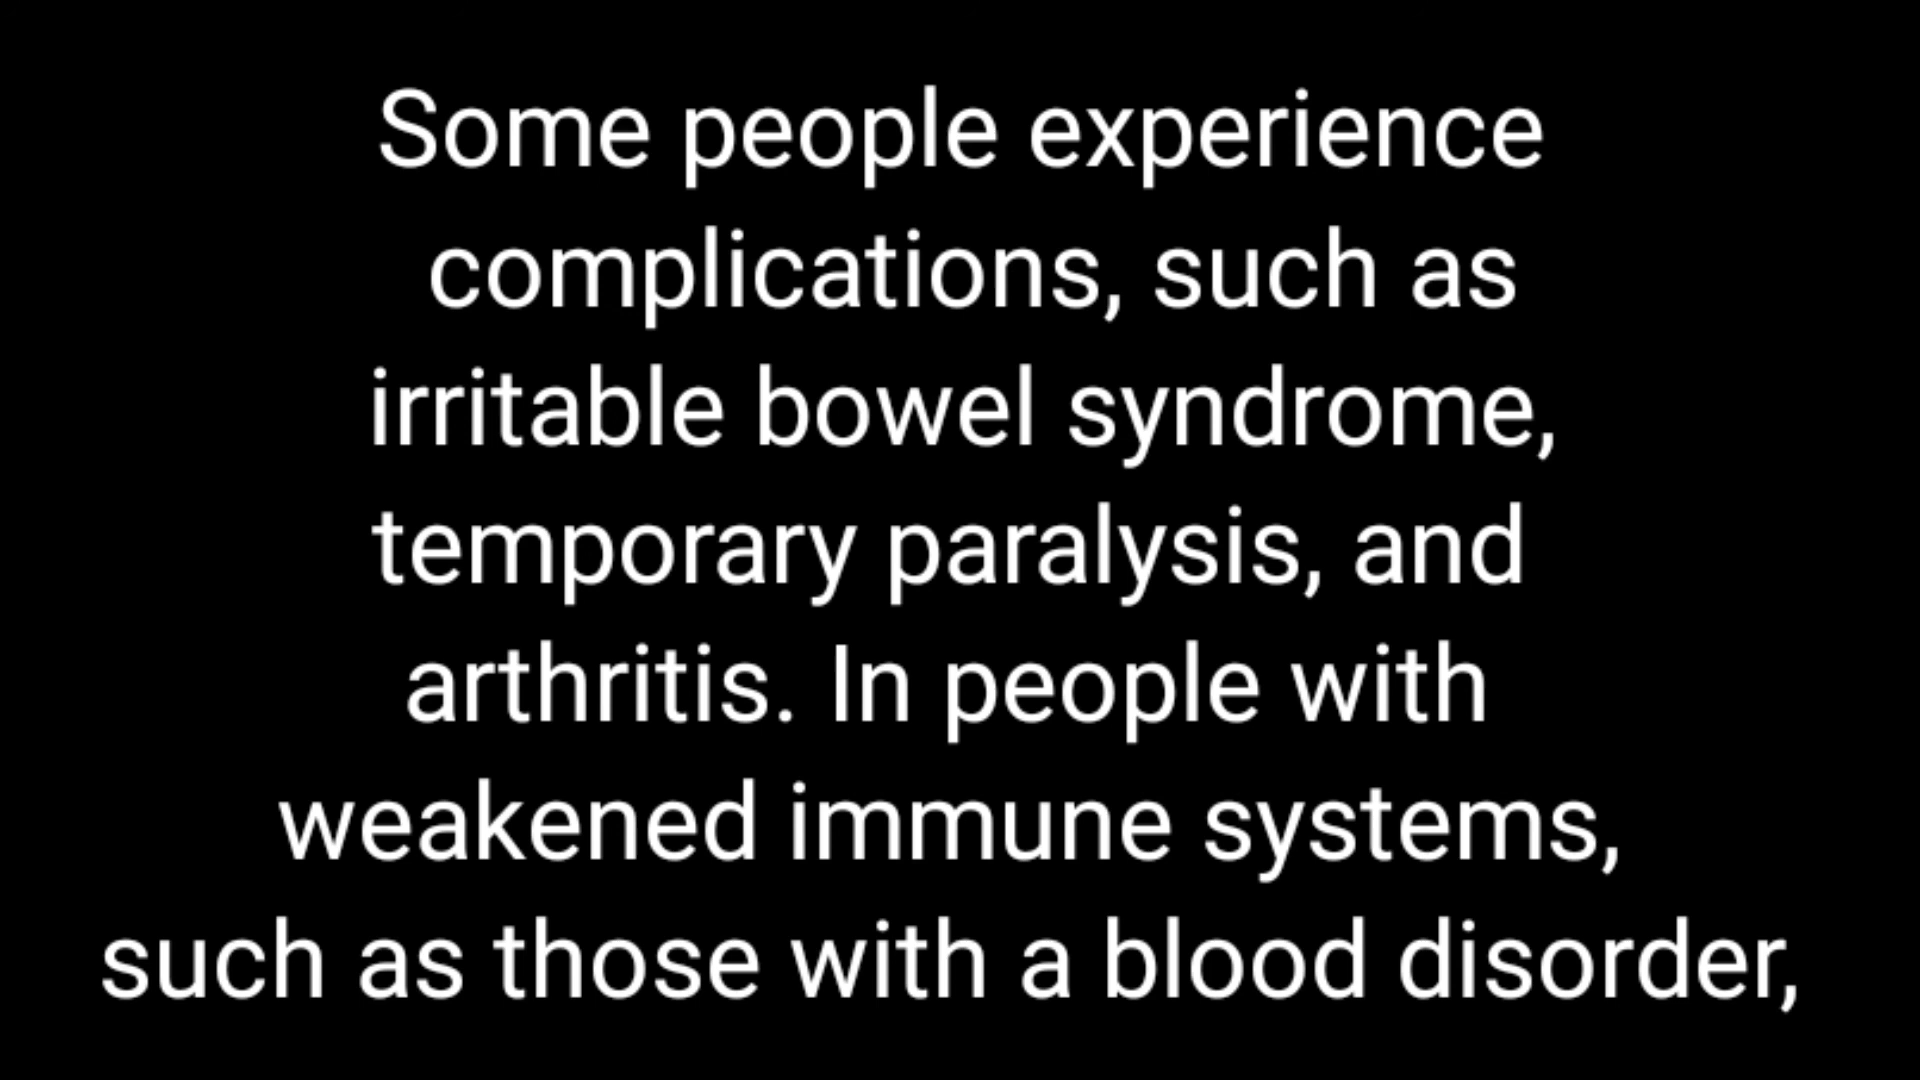 Some people experience
complications, such as
irritable bowel syndrome,
temporary paralysis, and
arthritis. In people with
weakened immune systems,
such as those with a blood disorder,